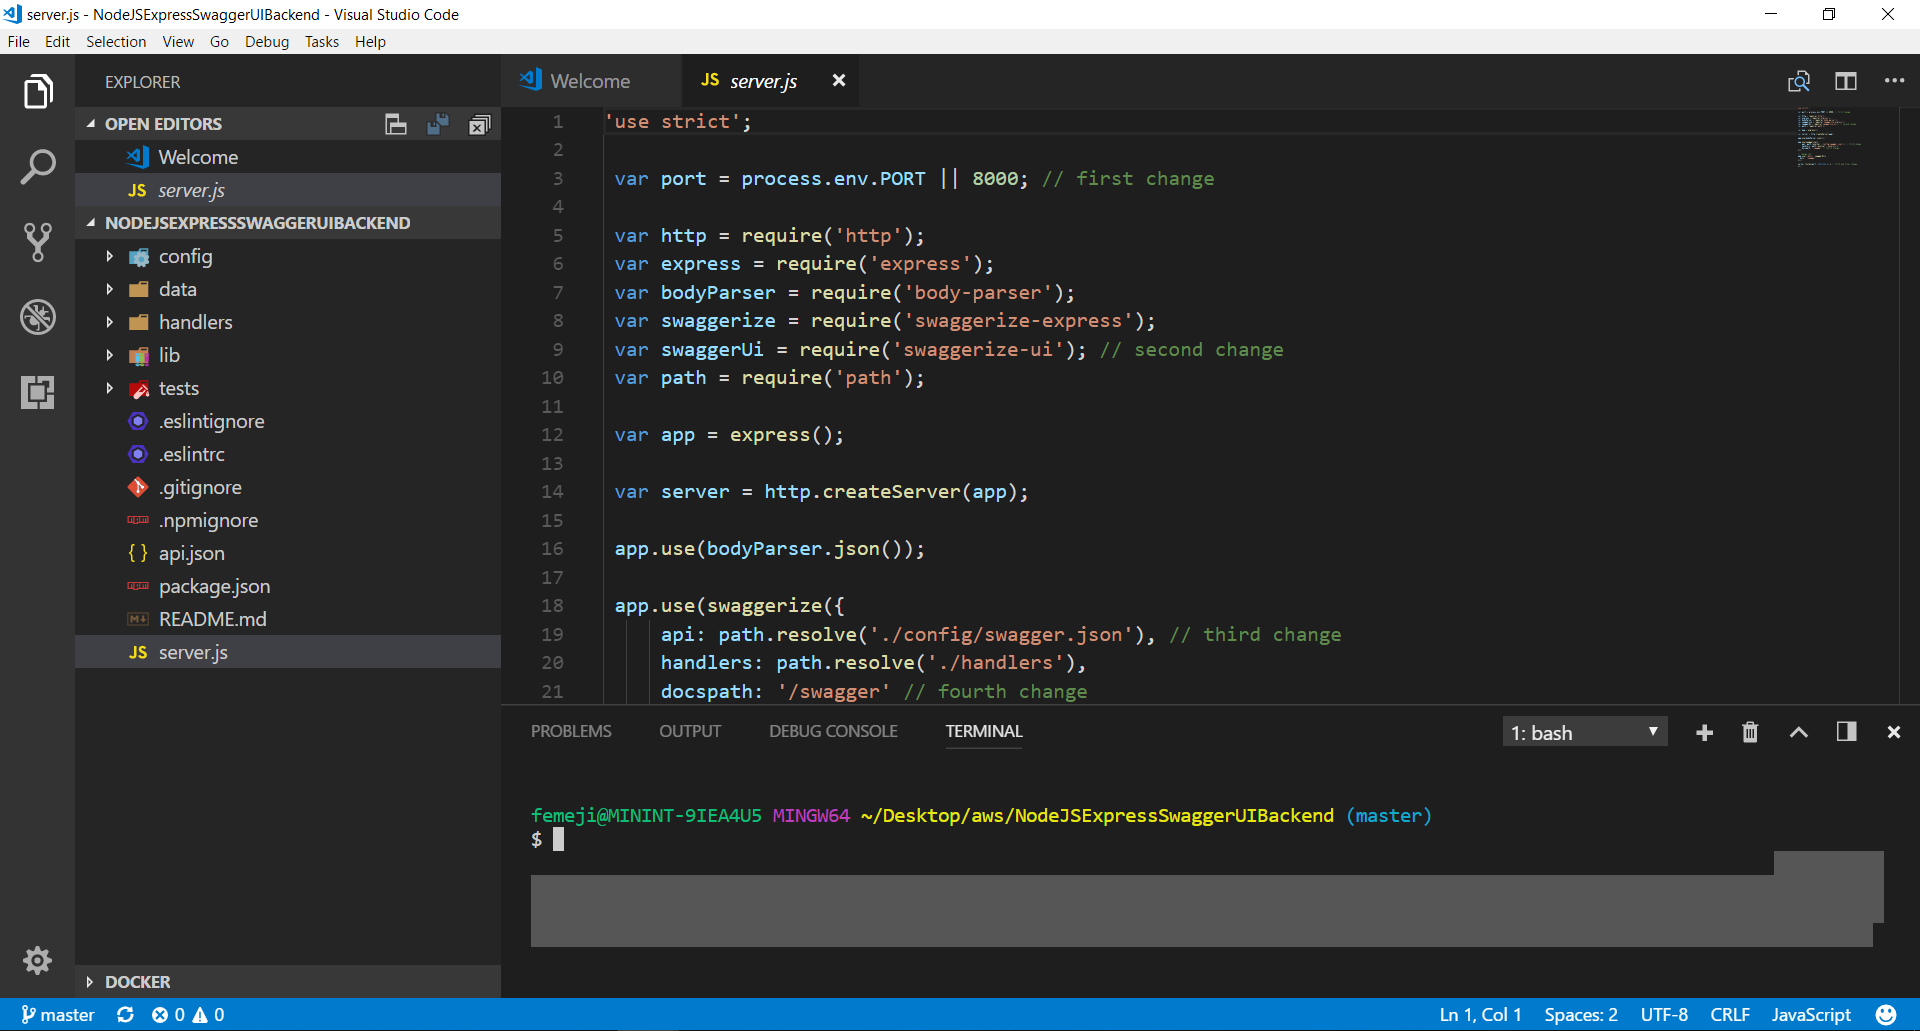 server.js - NodeJSExpressSwaggerUIBackend - Visual Studio Code
File Edit Selection View Go Debug Tasks Help
EXPLORER
OPEN EDITORS
Welcome
JS server.js
NODEJSEXPRESSSWAGGERUIBACKEND
config
data
handlers
lib
tests
.eslintignore
.eslintrc
.gitignore
.npmignore
{ } api.json
package.json
README.md
JS server.js
DOCKER
Welcome JS server.js
1 'use strict';
2
3 var port = process.env.PORT || 8000; // first change
4
5 var http = require('http');
6 var express = require('express');
7 var bodyParser = require('body-parser');
8 var swaggerize = require('swaggerize-express');
9 var swaggerUi = require('swaggerize-ui'); // second change
10 var path = require('path');
11
12 var app = express();
13
14 var server = http.createServer(app);
15
16 app.use(bodyParser.json());
17
18 app.use(swaggerize({
19 api: path.resolve('./config/swagger.json'), // third change
20 handlers: path.resolve('./handlers'),
21 docspath: '/swagger' // fourth change
PROBLEMS OUTPUT DEBUG CONSOLE TERMINAL 1: bash
femeji@MININT-9IEA4U5 MINGW64 ~/Desktop/aws/NodeJSExpressSwaggerUIBackend (master)
$
master 0 0 Ln 1, Col 1 Spaces: 2 UTF-8 CRLF JavaScript